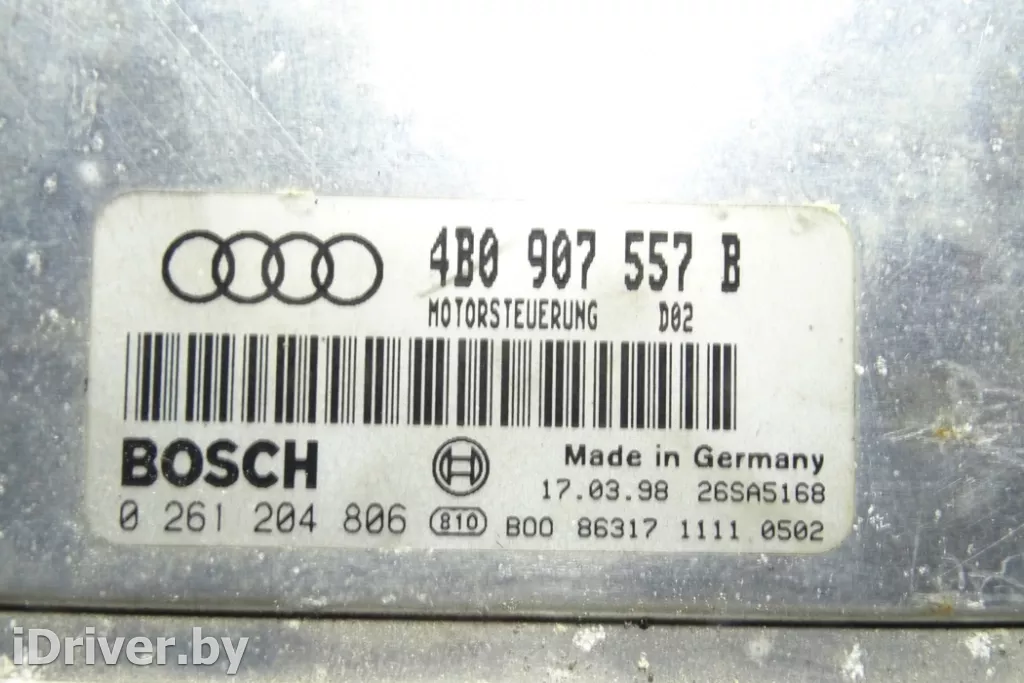 4B0 907 557 B
MOTORSTEUERUNG D02
BOSCH
Made in Germany
17.03.98 26SA5168
0 261 204 806 810 B00 86317 1111 0502
iDriver.by